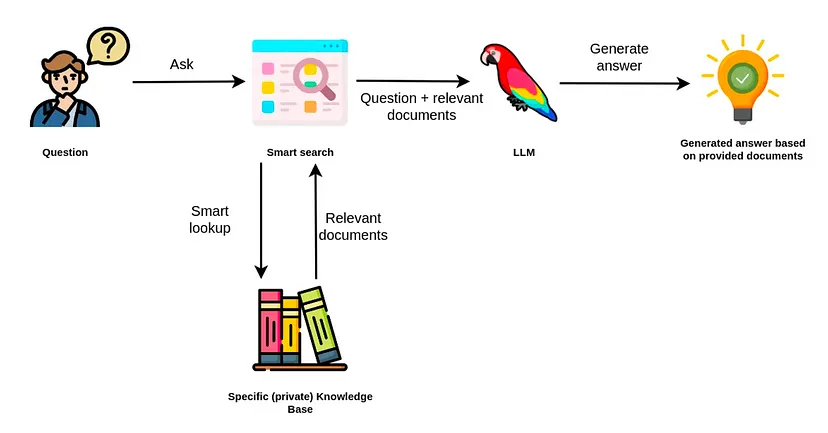 ?
Ask
Generate
answer
Question + relevant
documents
Question
Smart search
LLM
Generated answer based
on provided documents
Smart
lookup
Relevant
documents
Specific (private) Knowledge
Base